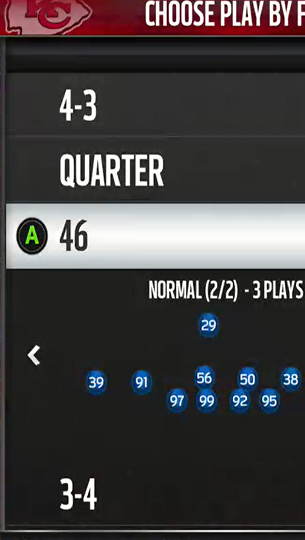 KC
CHOOSE PLAY BY F
4-3
QUARTER
A 46
NORMAL (2/2) - 3 PLAYS
29
39 91 56 50 38
97 99 92 95
3-4